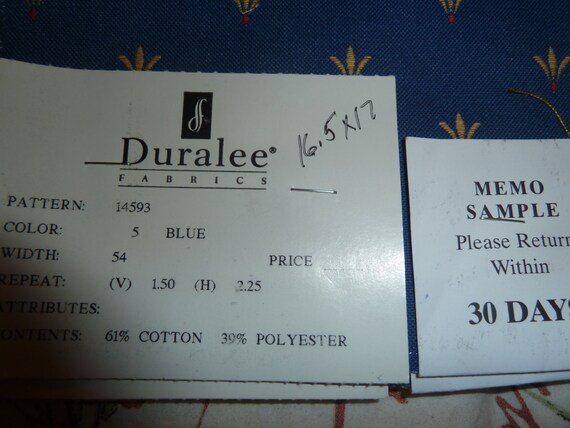 Duralee®
FABRICS
16.5 x 17
PATTERN: 14593
COLOR: 5 BLUE
WIDTH: 54
PRICE
REPEAT: (V) 1.50 (H) 2.25
ATTRIBUTES:
CONTENTS: 61% COTTON 39% POLYESTER
MEMO
SAMPLE
Please Return
Within
30 DAYS